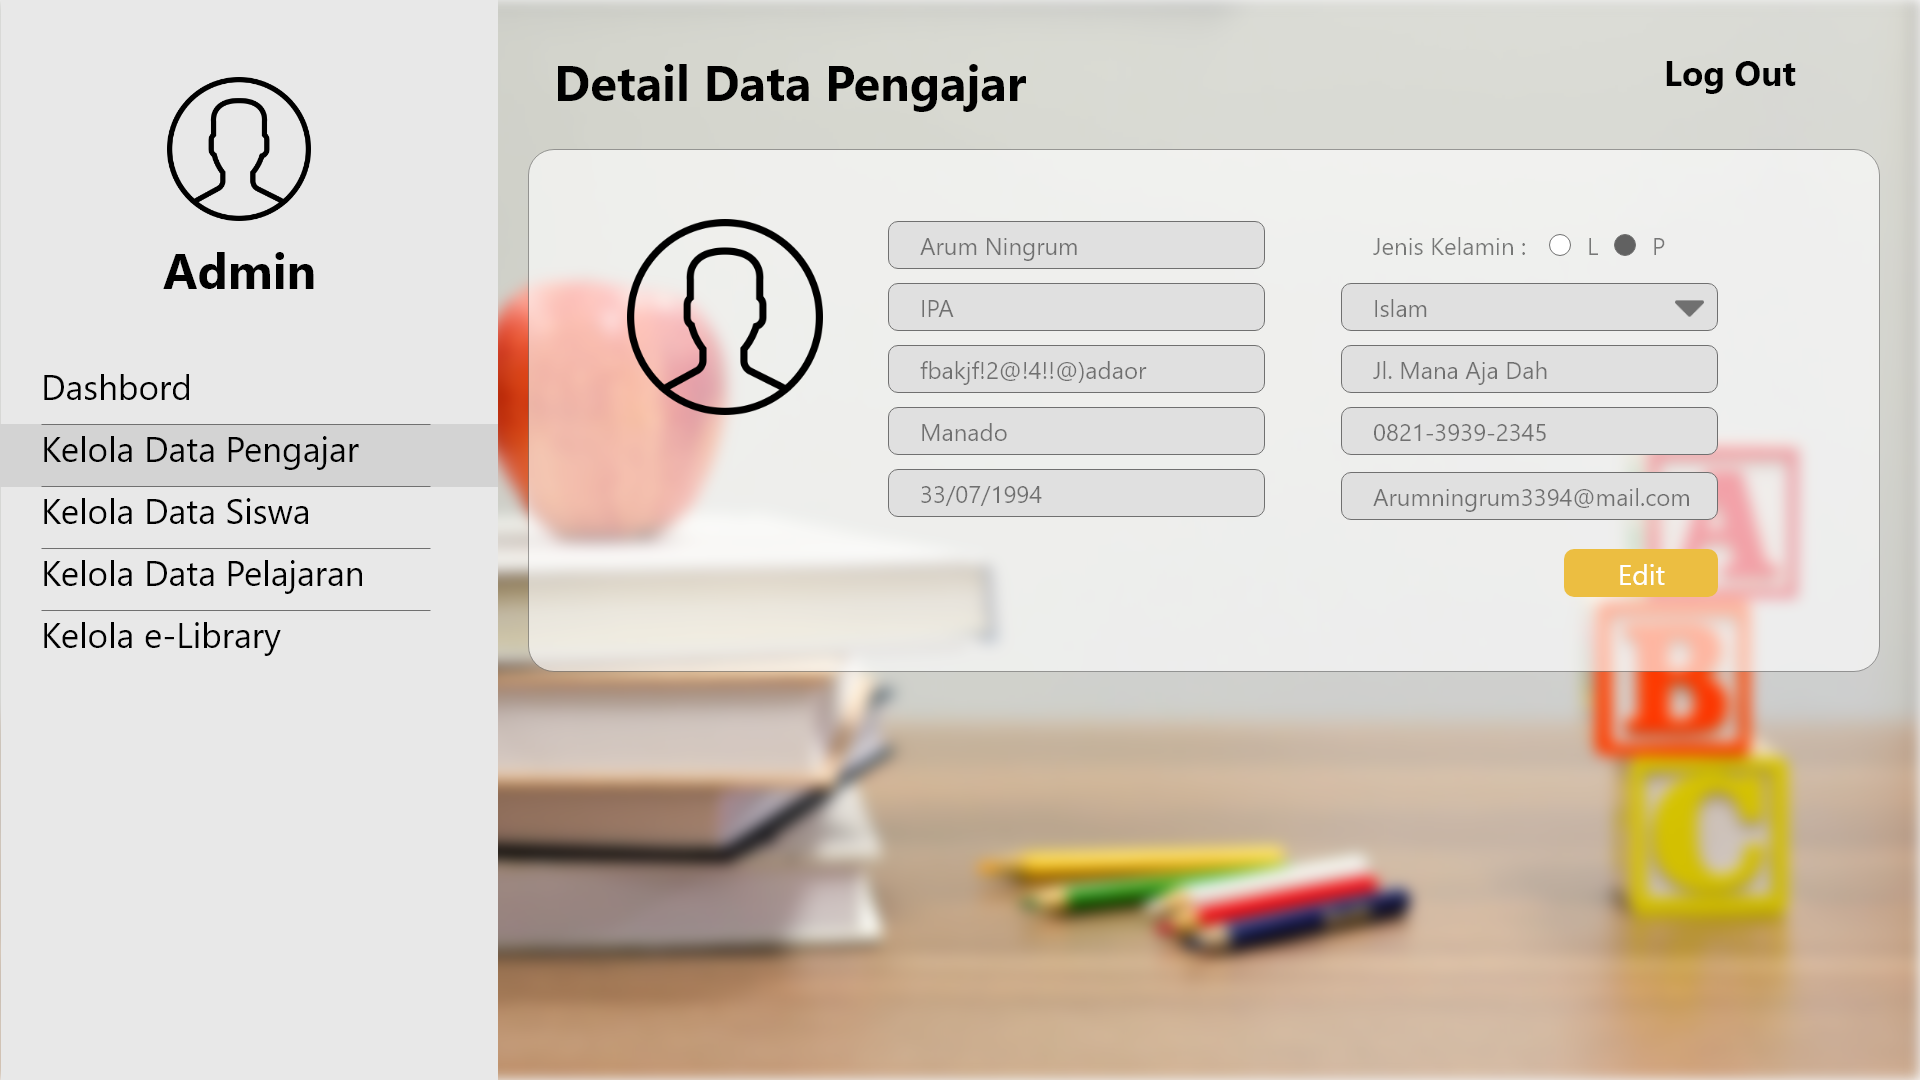 Admin
Dashbord
Kelola Data Pengajar
Kelola Data Siswa
Kelola Data Pelajaran
Kelola e-Library
Detail Data Pengajar
Log Out
Arum Ningrum
IPA
fbakjf!2@!4!!@)adaor
Manado
33/07/1994
Jenis Kelamin : L P
Islam
Jl. Mana Aja Dah
0821-3939-2345
Arumningrum3394@mail.com
Edit
A
B
C